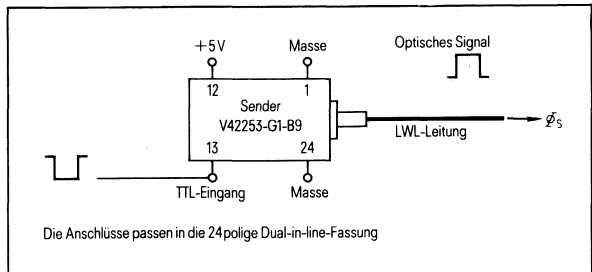 +5V Masse Optisches Signal
12 1
Sender
V42253-G1-B9
13 24
LWL-Leitung
Φs
TTL-Eingang Masse
Die Anschlüsse passen in die 24polige Dual-in-line-Fassung